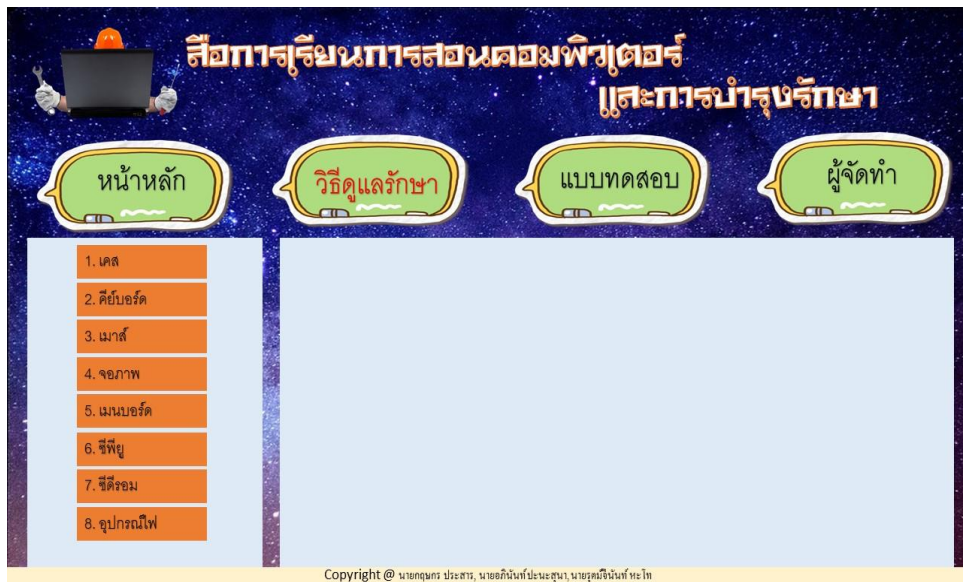 สื่อการเรียนการสอนคอมพิวเตอร์
และการบำรุงรักษา
หน้าหลัก
วิธีดูแลรักษา
แบบทดสอบ
ผู้จัดทำ
1. เคส
2. คีย์บอร์ด
3. เมาส์
4. จอภาพ
5. เมนบอร์ด
6. ซีพียู
7. ซีดีรอม
8. อุปกรณ์ไฟ
Copyright @ นายกฤษกร ประสาร, นายอภินันท์ ปะนะสุนา, นาย หะโท